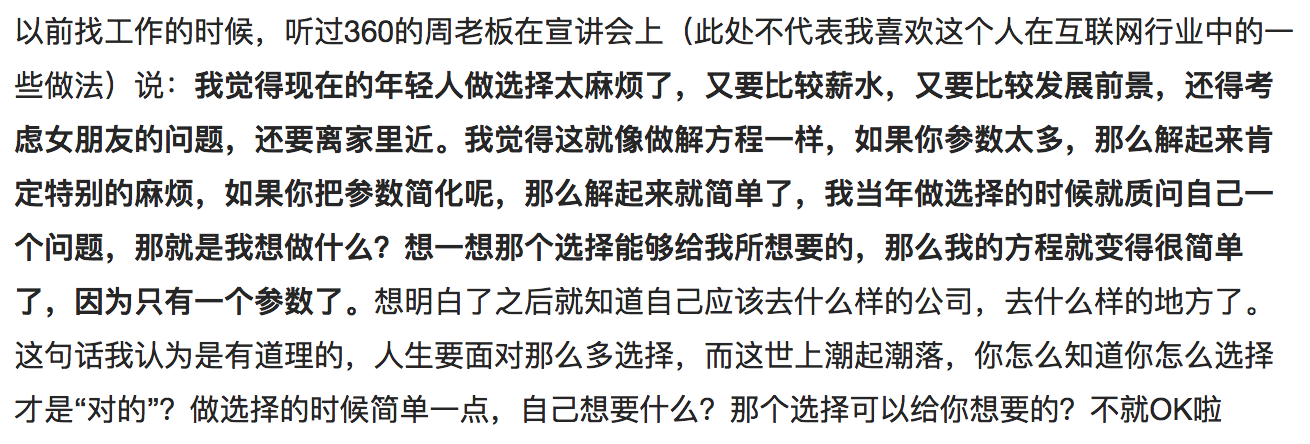 以前找工作的时候，听过360的周老板在宣讲会上（此处不代表我喜欢这个人在互联网行业中的一
些做法）说：我觉得现在的年轻人做选择太麻烦了，又要比较薪水，又要比较发展前景，还得考
虑女朋友的问题，还要离家里近。我觉得这就像做解方程一样，如果你参数太多，那么解起来肯
定特别的麻烦，如果你把参数简化呢，那么解起来就简单了，我当年做选择的时候就质问自己一
个问题，那就是我想做什么？想一想那个选择能够给我所想要的，那么我的方程就变得很简单
了，因为只有一个参数了。想明白了之后就知道自己应该去什么样的公司，去什么样的地方了。
这句话我认为是有道理的，人生要面对那么多选择，而这世上潮起潮落，你怎么知道你怎么选择
才是“对的”？做选择的时候简单一点，自己想要什么？那个选择可以给你想要的？不就OK啦